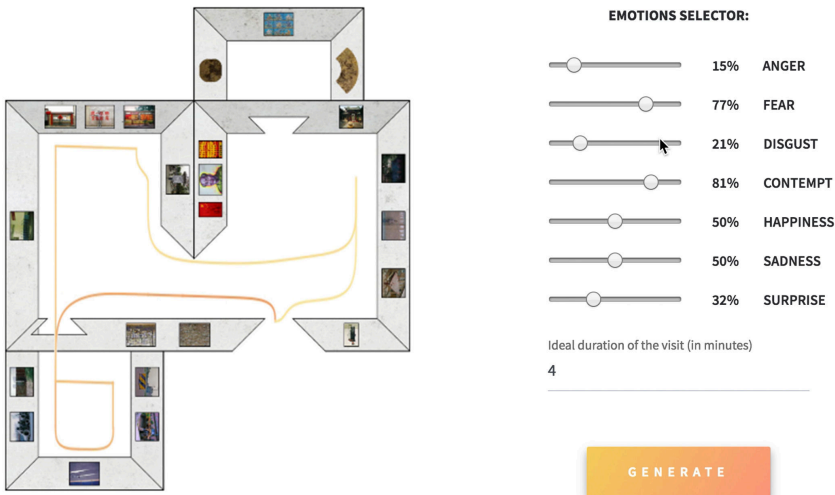 EMOTIONS SELECTOR:
15% ANGER
77% FEAR
21% DISGUST
81% CONTEMPT
50% HAPPINESS
50% SADNESS
32% SURPRISE
Ideal duration of the visit (in minutes)
4
GENERATE